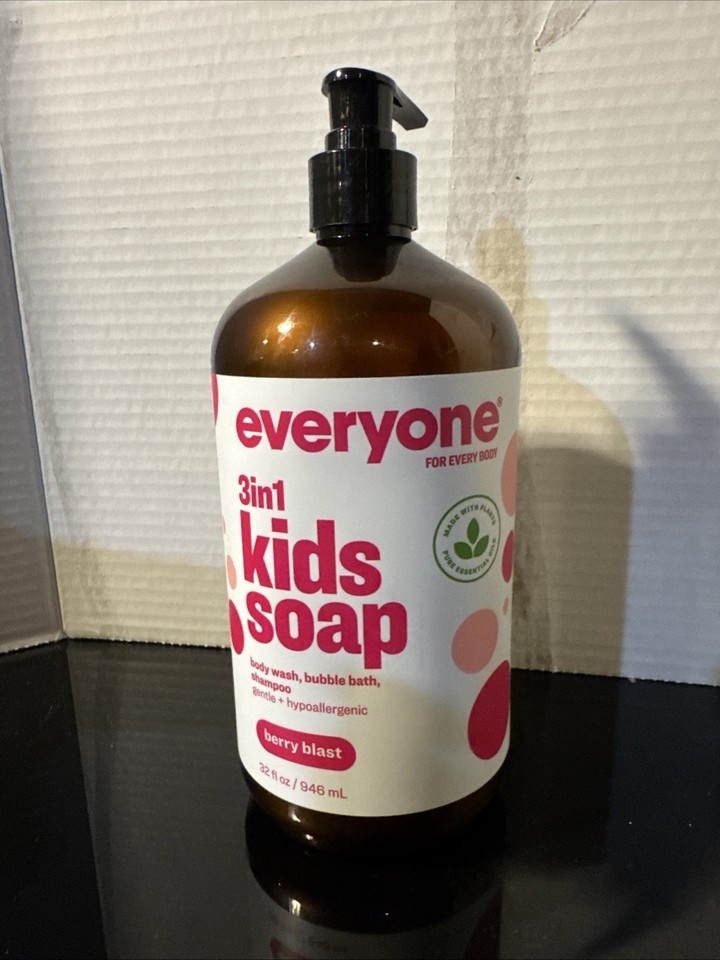 everyone®
FOR EVERY BODY
3in1
kids
soap
MADE WITH PLANTS
PURE ESSENTIAL OILS
body wash, bubble bath,
shampoo
gentle + hypoallergenic
berry blast
32 fl oz / 946 mL